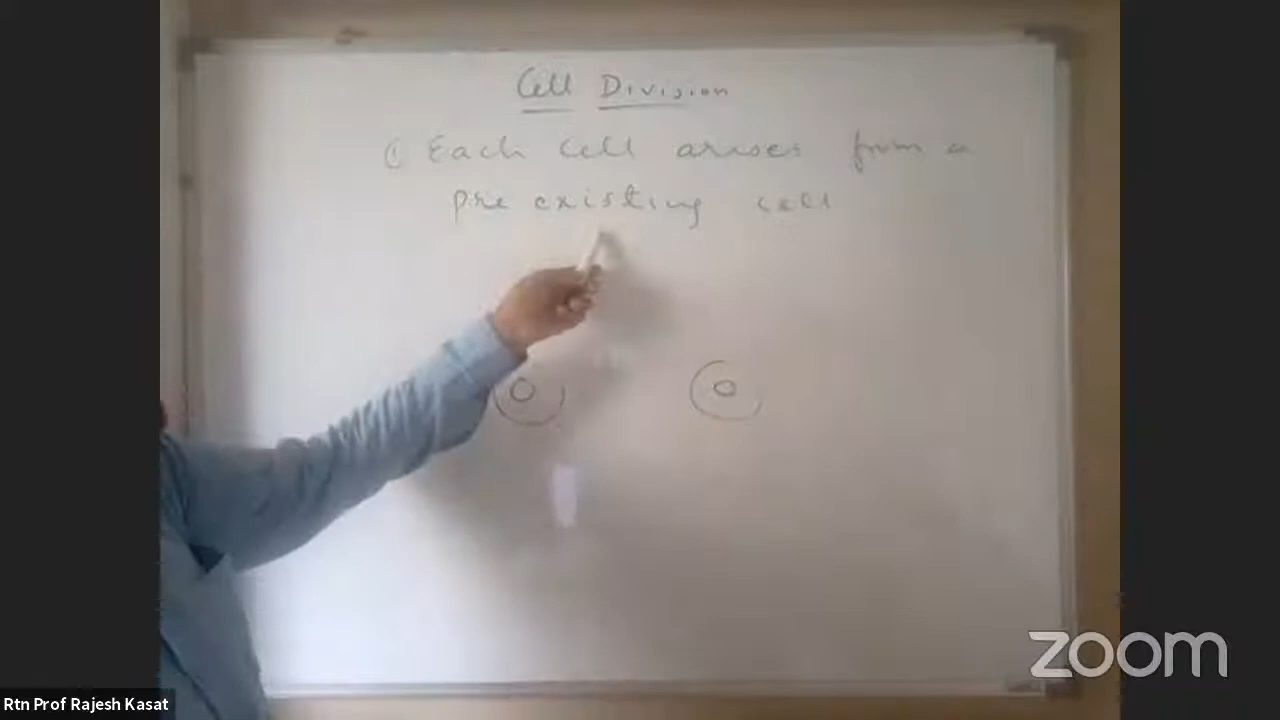 Cell Division
① Each cell arises from a
pre existing cell
zoom
Rtn Prof Rajesh Kasat